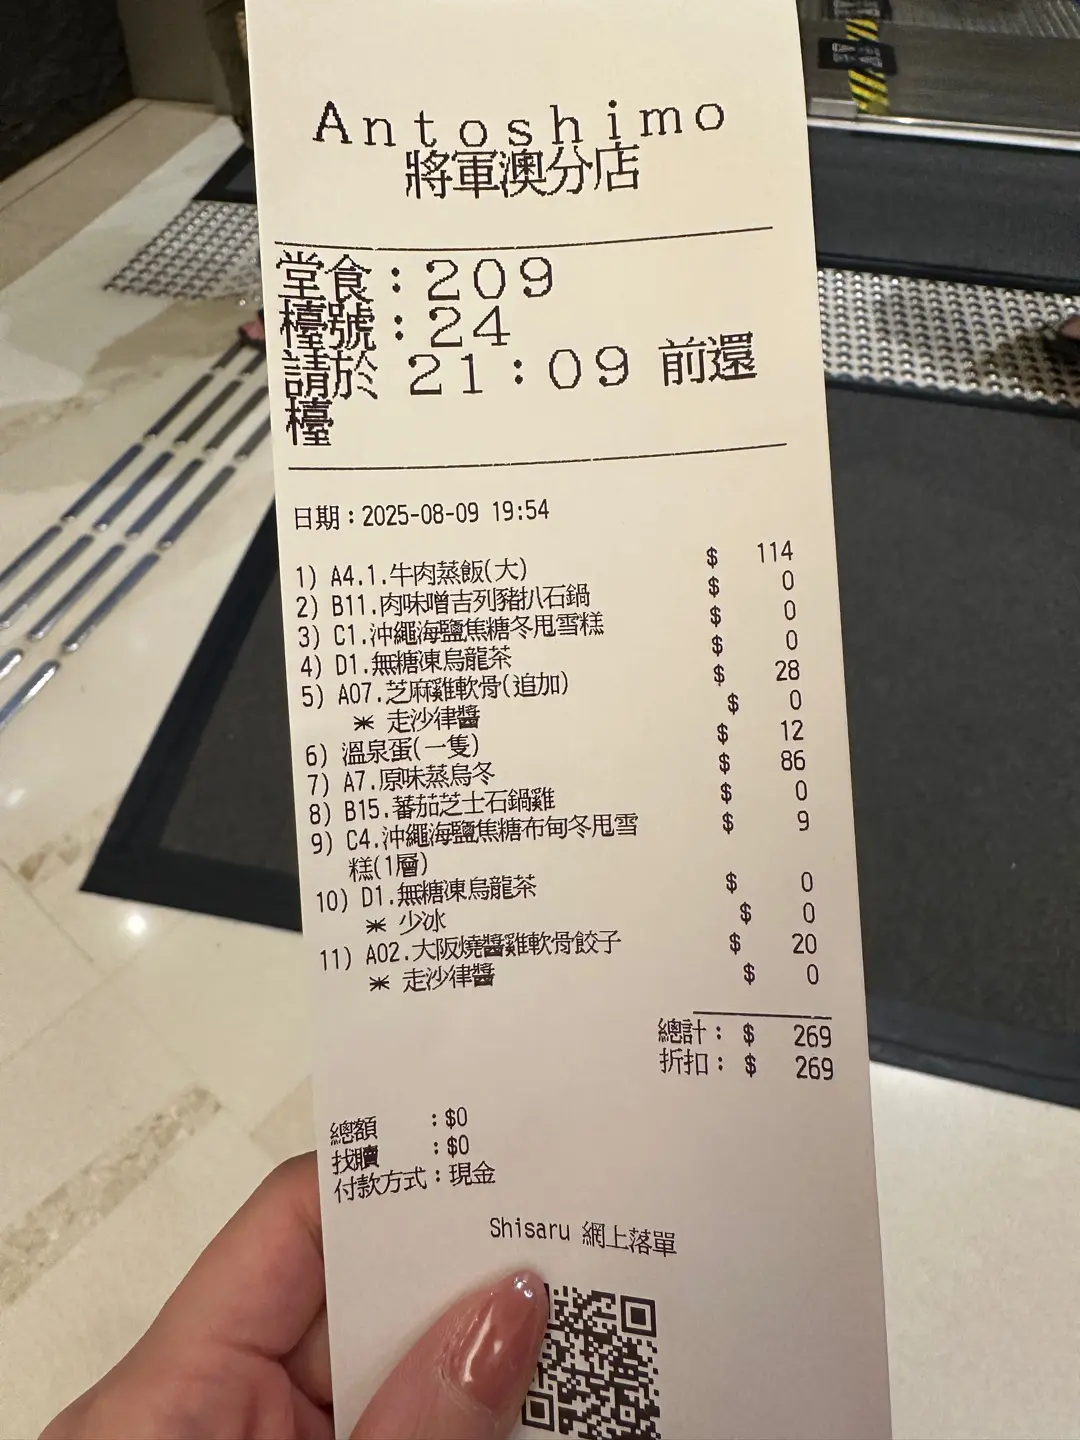 Antoshimo
將軍澳分店
堂食：209
檯號：24
請於 21：09 前還
檯
日期：2025-08-09 19:54
1) A4.1.牛肉蒸飯(大) $ 114
2) B11.肉味噌吉列豬扒石鍋 $ 0
3) C1.沖繩海鹽焦糖冬甩雪糕 $ 0
4) D1.無糖凍烏龍茶 $ 0
5) A07.芝麻雞軟骨(追加) $ 28
＊ 走沙律醬 $ 0
6) 溫泉蛋(一隻) $ 12
7) A7.原味蒸烏冬 $ 86
8) B15.蕃茄芝士石鍋雞 $ 0
9) C4.沖繩海鹽焦糖布甸冬甩雪 $ 9
糕(1層)
10) D1.無糖凍烏龍茶 $ 0
＊ 少冰 $ 0
11) A02.大阪燒醬雞軟骨餃子 $ 20
＊ 走沙律醬 $ 0
總計： $ 269
折扣： $ 269
總額 ：$0
找贖 ：$0
付款方式：現金
Shisaru 網上落單